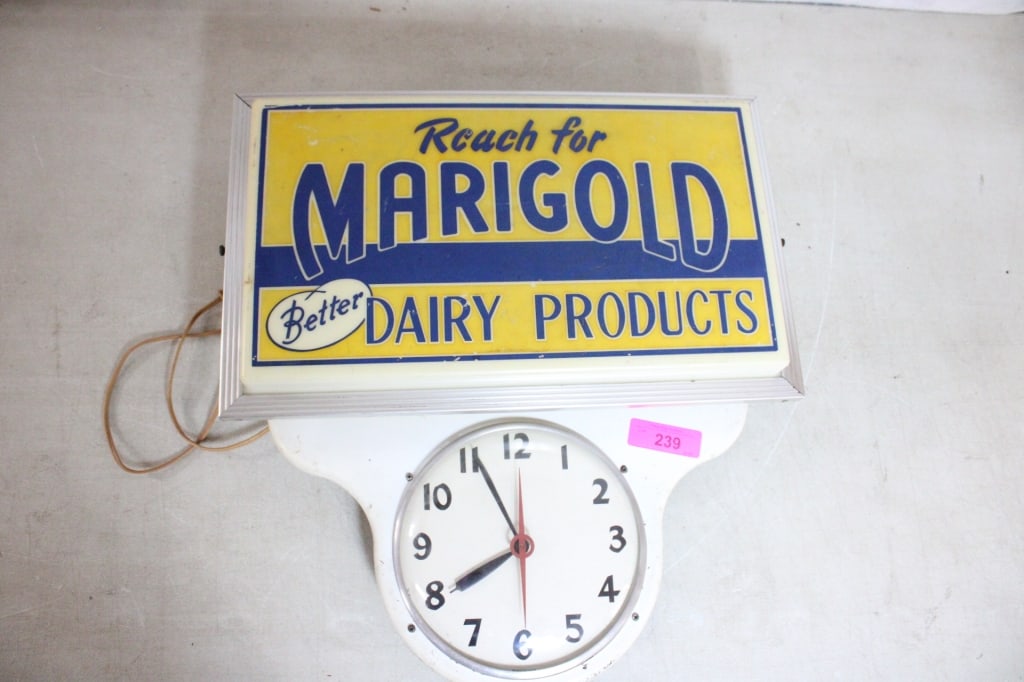 Reach for
MARIGOLD
Better DAIRY PRODUCTS
239
12
11 1
10 2
9 3
8 4
7 5
6